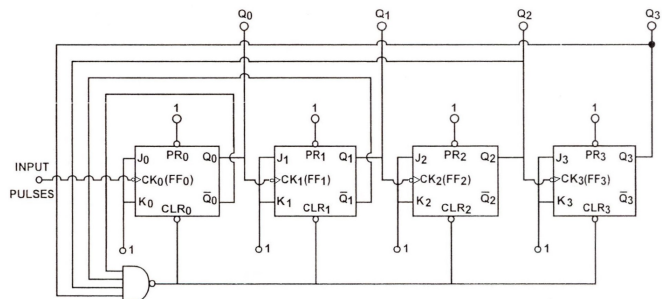 Q0 Q1 Q2 Q3
1 1 1 1
J0 PR0 Q0 J1 PR1 Q1 J2 PR2 Q2 J3 PR3 Q3
INPUT
CK0(FF0) CK1(FF1) CK2(FF2) CK3(FF3)
PULSES
K0 Q̅0 K1 Q̅1 K2 Q̅2 K3 Q̅3
CLR0 CLR1 CLR2 CLR3
1 1 1 1